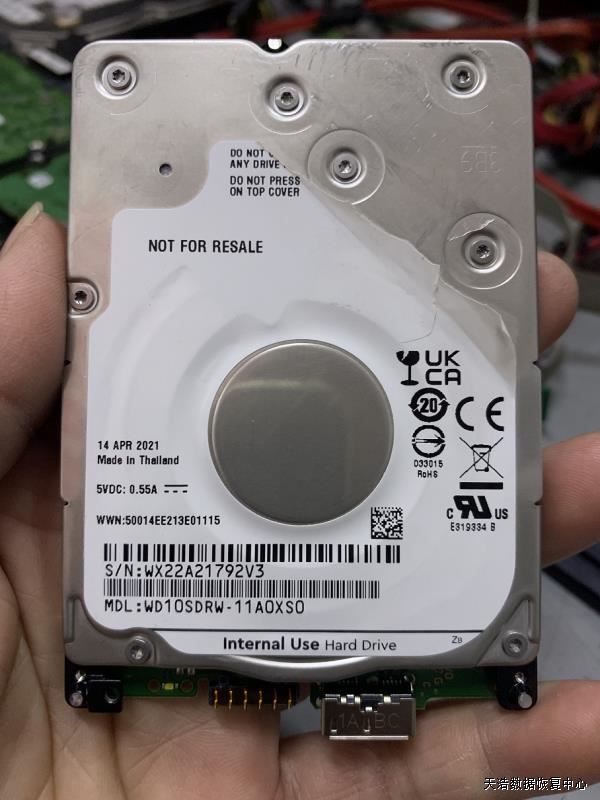 DO NOT
ANY DRIVE
DO NOT PRESS
ON TOP COVER
NOT FOR RESALE
UK
CA
20
CE
D33015
RoHS
C UR US
E319334 B
14 APR 2021
Made in Thailand
5VDC: 0.55A
WWN:50014EE213E01115
S/N:WX22A21792V3
MDL:WD10SDRW-11A0XS0
Internal Use Hard Drive
ZB
天浩数据恢复中心